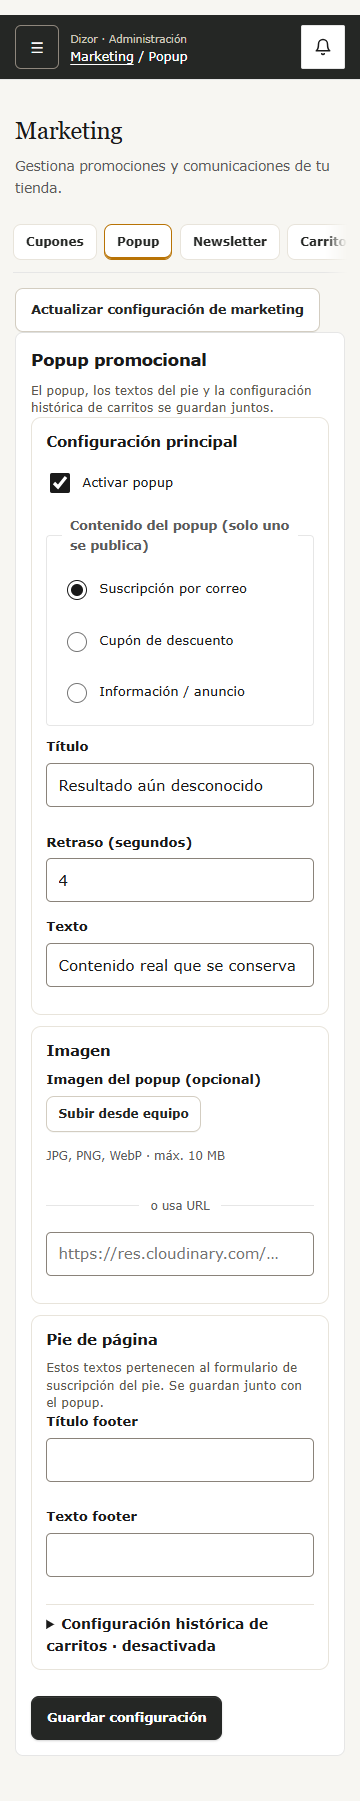 ☰
Dizor · Administración
Marketing / Popup
Marketing
Gestiona promociones y comunicaciones de tu
tienda.
Cupones
Popup
Newsletter
Carrito
Actualizar configuración de marketing
Popup promocional
El popup, los textos del pie y la configuración
histórica de carritos se guardan juntos.
Configuración principal
Activar popup
Contenido del popup (solo uno
se publica)
Suscripción por correo
Cupón de descuento
Información / anuncio
Título
Resultado aún desconocido
Retraso (segundos)
4
Texto
Contenido real que se conserva
Imagen
Imagen del popup (opcional)
Subir desde equipo
JPG, PNG, WebP · máx. 10 MB
o usa URL
https://res.cloudinary.com/...
Pie de página
Estos textos pertenecen al formulario de
suscripción del pie. Se guardan junto con
el popup.
Título footer
Texto footer
▶ Configuración histórica de
carritos · desactivada
Guardar configuración